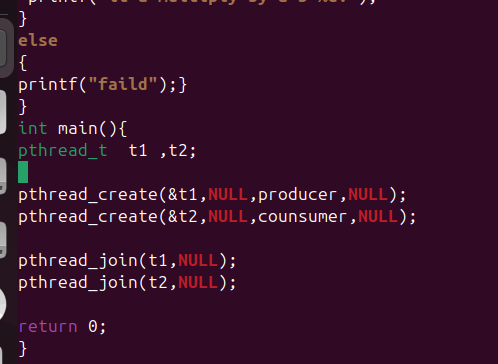 }
else
{
printf("faild");}
}
int main(){
pthread_t  t1 ,t2;
pthread_create(&t1,NULL,producer,NULL);
pthread_create(&t2,NULL,counsumer,NULL);
pthread_join(t1,NULL);
pthread_join(t2,NULL);
return 0;
}